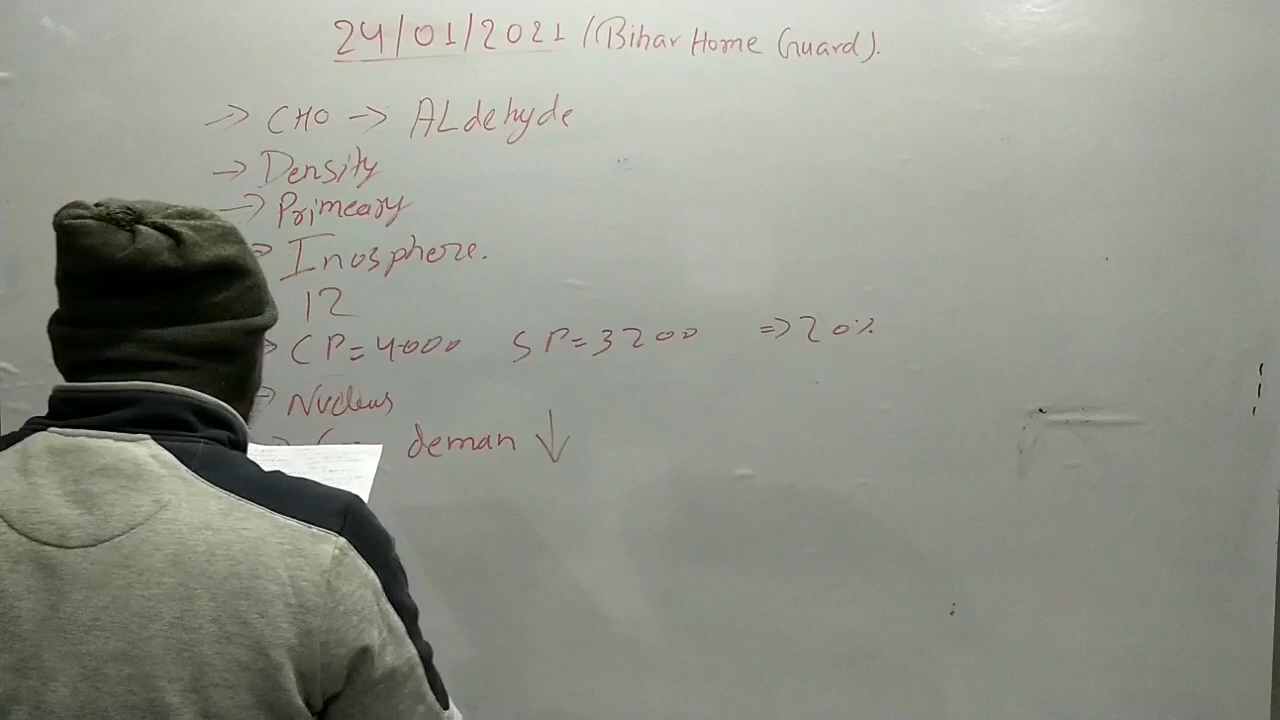 24/01/2021 (Bihar Home Guard).
→ CHO → ALdehyde
→ Density
→ Primeary
→ Inosphere.
12
→ CP=4000 SP=3200 ⇒ 20%
→ Nucleus
→ deman ↓